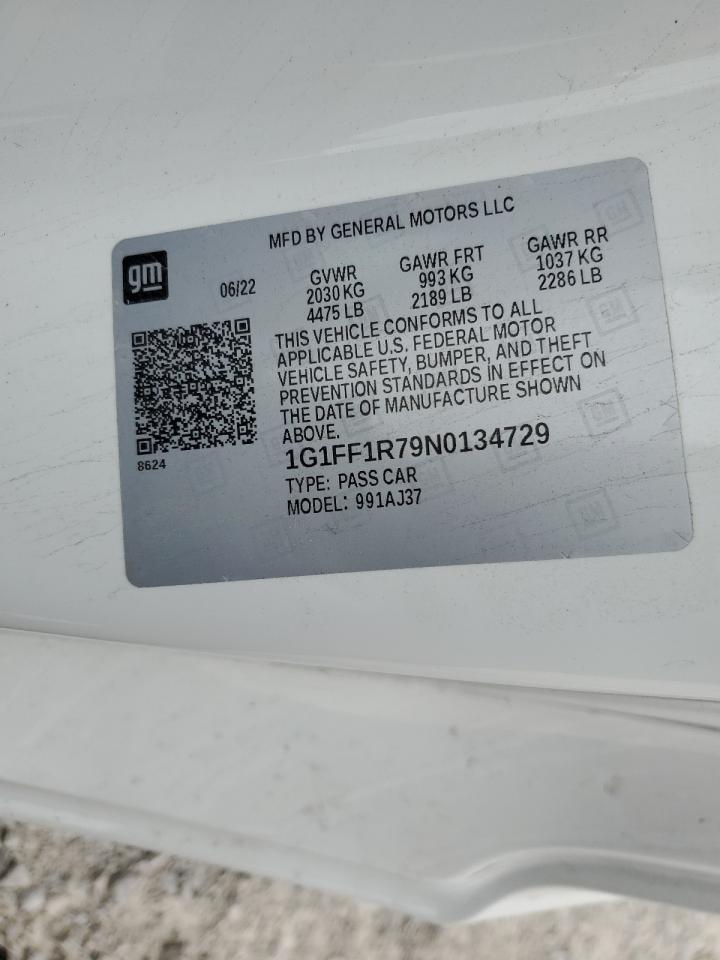 MFD BY GENERAL MOTORS LLC
gm
06/22
GVWR GAWR FRT GAWR RR
2030 KG 993 KG 1037 KG
4475 LB 2189 LB 2286 LB
THIS VEHICLE CONFORMS TO ALL
APPLICABLE U.S. FEDERAL MOTOR
VEHICLE SAFETY, BUMPER, AND THEFT
PREVENTION STANDARDS IN EFFECT ON
THE DATE OF MANUFACTURE SHOWN
ABOVE.
8624
1G1FF1R79N0134729
TYPE: PASS CAR
MODEL: 991AJ37